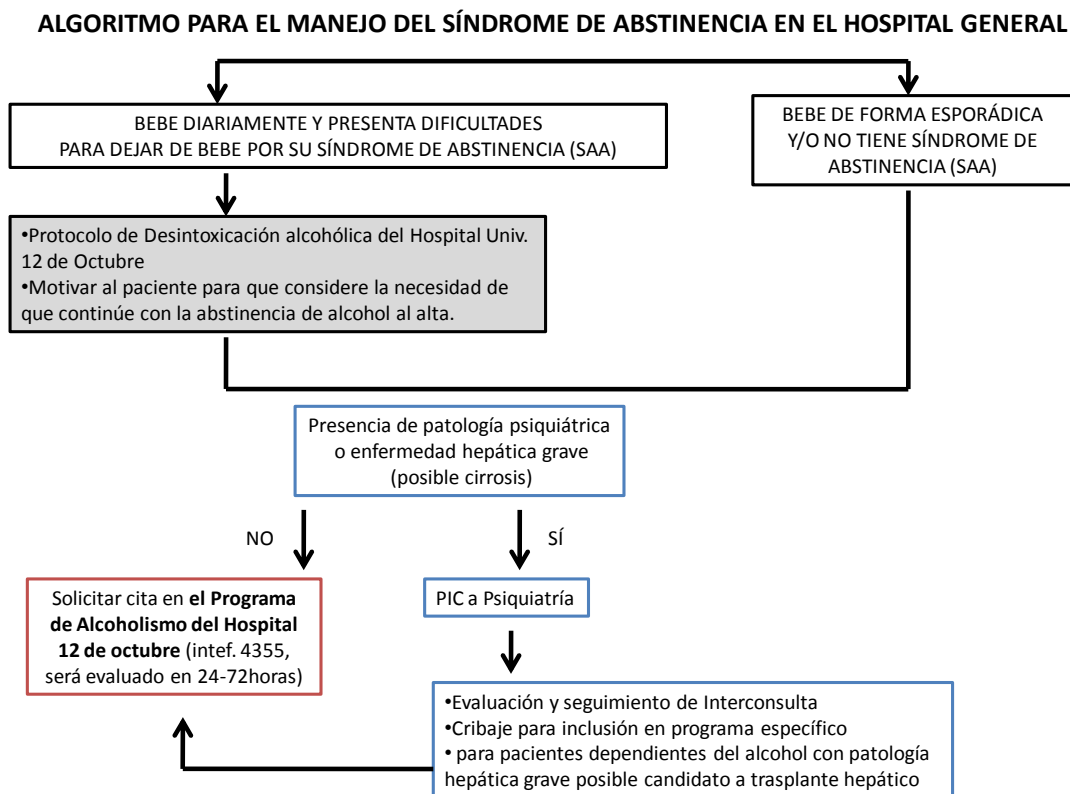 ALGORITMO PARA EL MANEJO DEL SÍNDROME DE ABSTINENCIA EN EL HOSPITAL GENERAL
BEBE DIARIAMENTE Y PRESENTA DIFICULTADES
PARA DEJAR DE BEBE POR SU SÍNDROME DE ABSTINENCIA (SAA)
BEBE DE FORMA ESPORÁDICA
Y/O NO TIENE SÍNDROME DE
ABSTINENCIA (SAA)
•Protocolo de Desintoxicación alcohólica del Hospital Univ.
12 de Octubre
•Motivar al paciente para que considere la necesidad de
que continúe con la abstinencia de alcohol al alta.
Presencia de patología psiquiátrica
o enfermedad hepática grave
(posible cirrosis)
NO
SÍ
Solicitar cita en el Programa
de Alcoholismo del Hospital
12 de octubre (intef. 4355,
será evaluado en 24-72horas)
PIC a Psiquiatría
•Evaluación y seguimiento de Interconsulta
•Cribaje para inclusión en programa específico
• para pacientes dependientes del alcohol con patología
hepática grave posible candidato a trasplante hepático